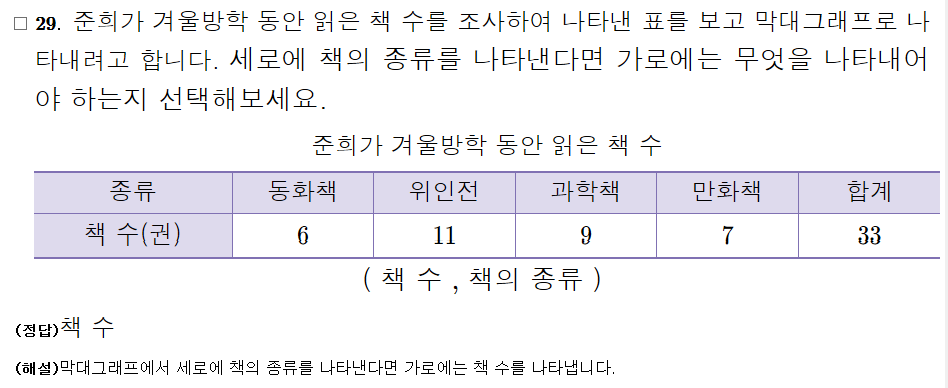 □ 29. 준희가 겨울방학 동안 읽은 책 수를 조사하여 나타낸 표를 보고 막대그래프로 나
타내려고 합니다. 세로에 책의 종류를 나타낸다면 가로에는 무엇을 나타내어
야 하는지 선택해보세요.
준희가 겨울방학 동안 읽은 책 수
종류 동화책 위인전 과학책 만화책 합계
책 수(권) 6 11 9 7 33
( 책 수 , 책의 종류 )
(정답)책 수
(해설)막대그래프에서 세로에 책의 종류를 나타낸다면 가로에는 책 수를 나타냅니다.